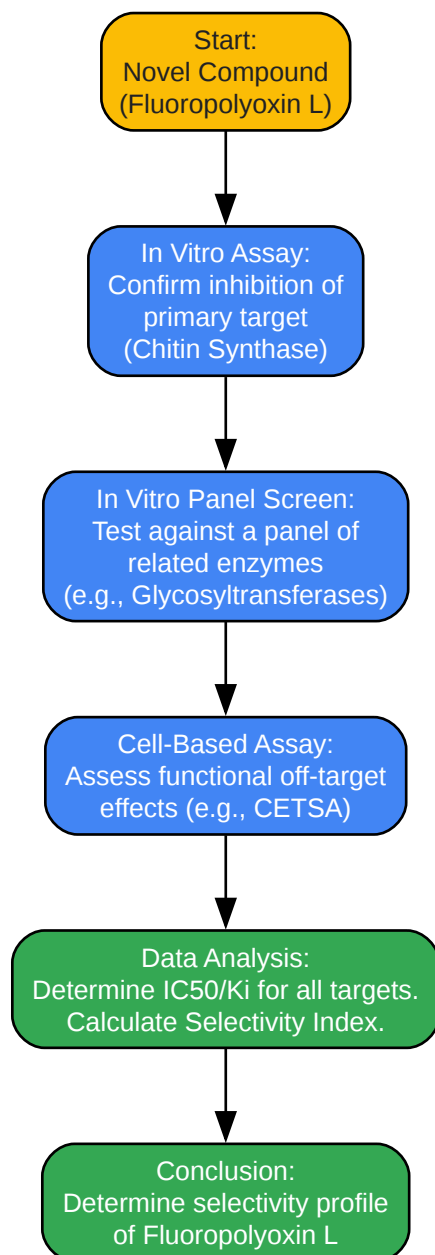 Start:
Novel Compound
(Fluoropolyoxin L)
In Vitro Assay:
Confirm inhibition of
primary target
(Chitin Synthase)
In Vitro Panel Screen:
Test against a panel of
related enzymes
(e.g., Glycosyltransferases)
Cell-Based Assay:
Assess functional off-target
effects (e.g., CETSA)
Data Analysis:
Determine IC50/Ki for all targets.
Calculate Selectivity Index.
Conclusion:
Determine selectivity profile
of Fluoropolyoxin L